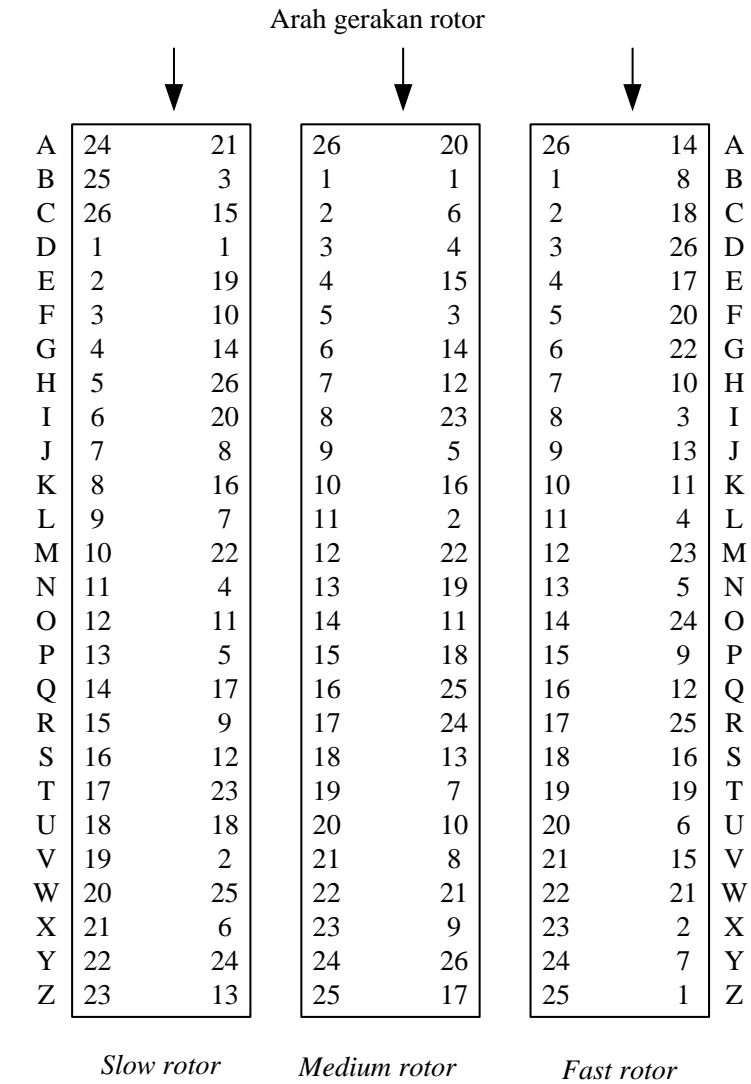 Arah gerakan rotor
A 24 21 26 20 26 14 A
B 25 3 1 1 1 8 B
C 26 15 2 6 2 18 C
D 1 1 3 4 3 26 D
E 2 19 4 15 4 17 E
F 3 10 5 3 5 20 F
G 4 14 6 14 6 22 G
H 5 26 7 12 7 10 H
I 6 20 8 23 8 3 I
J 7 8 9 5 9 13 J
K 8 16 10 16 10 11 K
L 9 7 11 2 11 4 L
M 10 22 12 22 12 23 M
N 11 4 13 19 13 5 N
O 12 11 14 11 14 24 O
P 13 5 15 18 15 9 P
Q 14 17 16 25 16 12 Q
R 15 9 17 24 17 25 R
S 16 12 18 13 18 16 S
T 17 23 19 7 19 19 T
U 18 18 20 10 20 6 U
V 19 2 21 8 21 15 V
W 20 25 22 21 22 21 W
X 21 6 23 9 23 2 X
Y 22 24 24 26 24 7 Y
Z 23 13 25 17 25 1 Z
Slow rotor Medium rotor Fast rotor